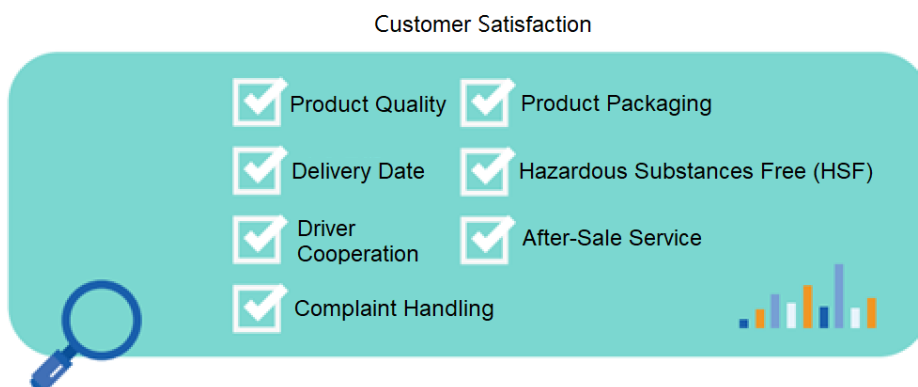 Customer Satisfaction
Product Quality
Product Packaging
Delivery Date
Hazardous Substances Free (HSF)
Driver
Cooperation
After-Sale Service
Complaint Handling